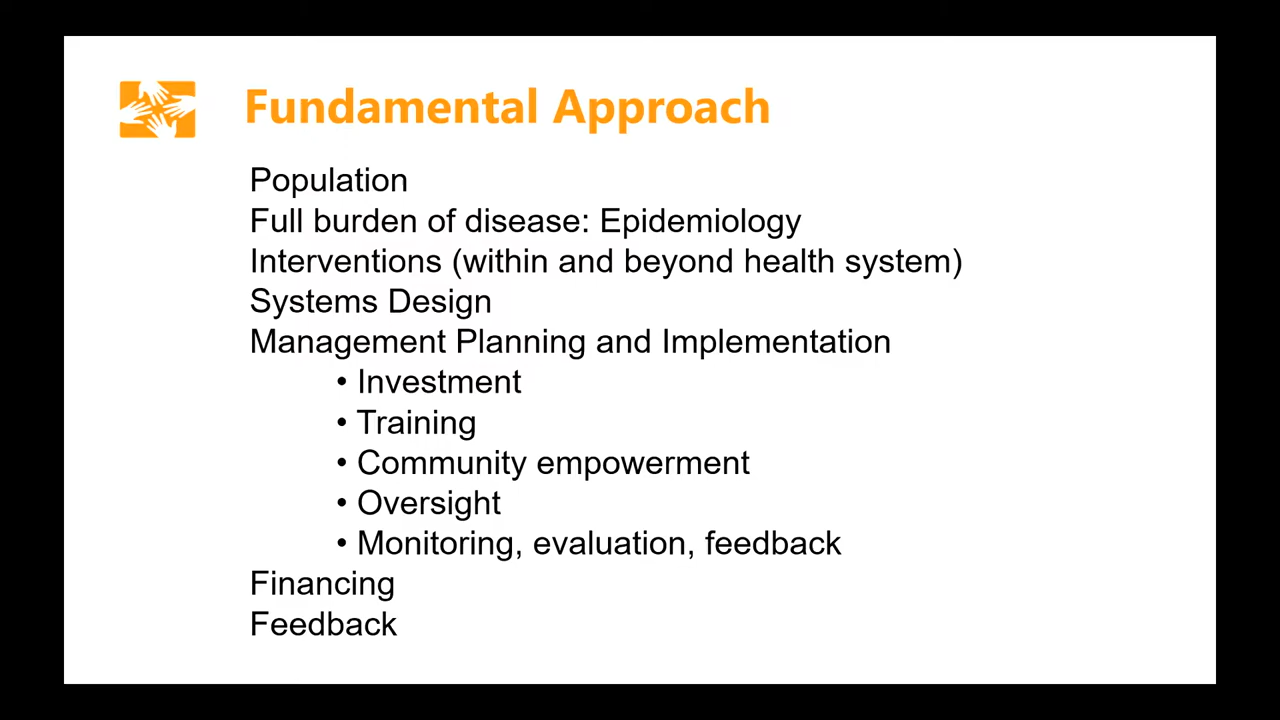 Fundamental Approach
Population
Full burden of disease: Epidemiology
Interventions (within and beyond health system)
Systems Design
Management Planning and Implementation
• Investment
• Training
• Community empowerment
• Oversight
• Monitoring, evaluation, feedback
Financing
Feedback